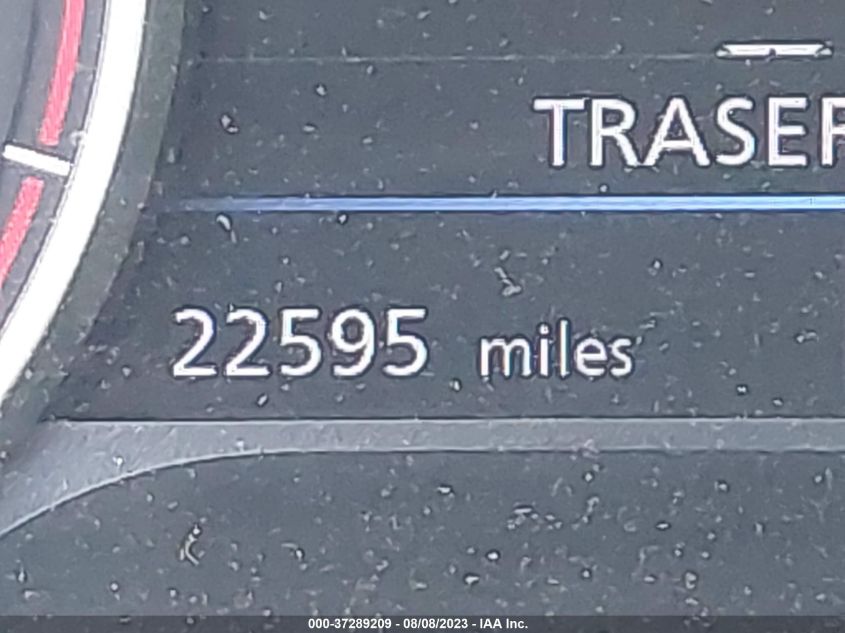 TRASER
22595 miles
000-37289209 - 08/08/2023 - IAA Inc.